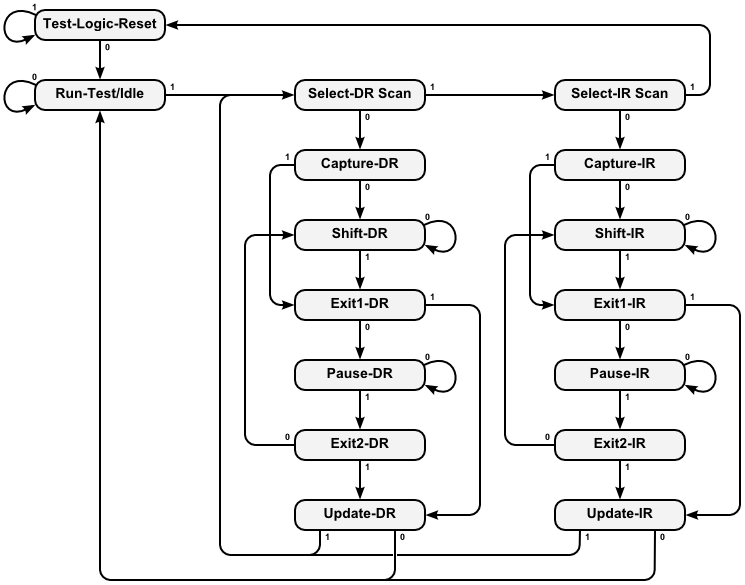 1 Test-Logic-Reset
0
0 Run-Test/Idle 1 Select-DR Scan 1 Select-IR Scan 1
0 0
1 Capture-DR 1 Capture-IR
0 0
Shift-DR 0 Shift-IR 0
1 1
Exit1-DR 1 Exit1-IR 1
0 0
Pause-DR 0 Pause-IR 0
1 1
0 Exit2-DR 0 Exit2-IR
1 1
Update-DR Update-IR
1 0 1 0